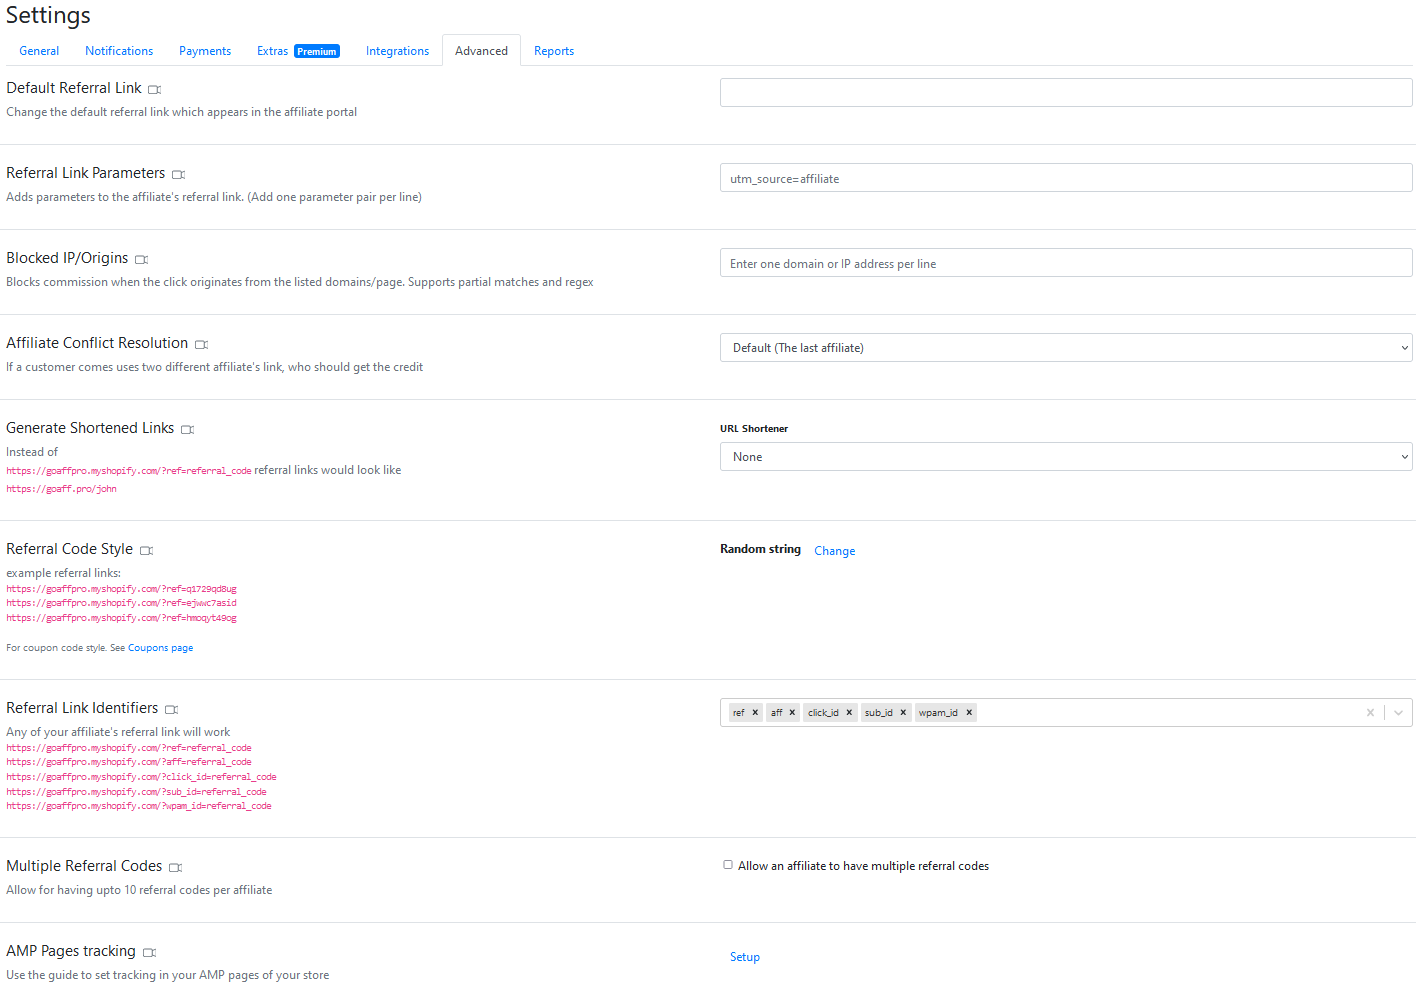 Settings
General Notifications Payments Extras Premium Integrations Advanced Reports
Default Referral Link
Change the default referral link which appears in the affiliate portal
Referral Link Parameters
utm_source=affiliate
Adds parameters to the affiliate's referral link. (Add one parameter pair per line)
Blocked IP/Origins
Enter one domain or IP address per line
Blocks commission when the click originates from the listed domains/page. Supports partial matches and regex
Affiliate Conflict Resolution
Default (The last affiliate)
If a customer comes uses two different affiliate's link, who should get the credit
Generate Shortened Links
URL Shortener
Instead of
None
https://goaffpro.myshopify.com/?ref=referral_code referral links would look like
https://goaff.pro/john
Referral Code Style
Random string Change
example referral links:
https://goaffpro.myshopify.com/?ref=q1729qd8ug
https://goaffpro.myshopify.com/?ref=ejwwc7asid
https://goaffpro.myshopify.com/?ref=hmoqyt49og
For coupon code style. See Coupons page
Referral Link Identifiers
ref × aff × click_id × sub_id × wpam_id ×
Any of your affiliate's referral link will work
https://goaffpro.myshopify.com/?ref=referral_code
https://goaffpro.myshopify.com/?aff=referral_code
https://goaffpro.myshopify.com/?click_id=referral_code
https://goaffpro.myshopify.com/?sub_id=referral_code
https://goaffpro.myshopify.com/?wpam_id=referral_code
Multiple Referral Codes
Allow an affiliate to have multiple referral codes
Allow for having upto 10 referral codes per affiliate
AMP Pages tracking
Setup
Use the guide to set tracking in your AMP pages of your store